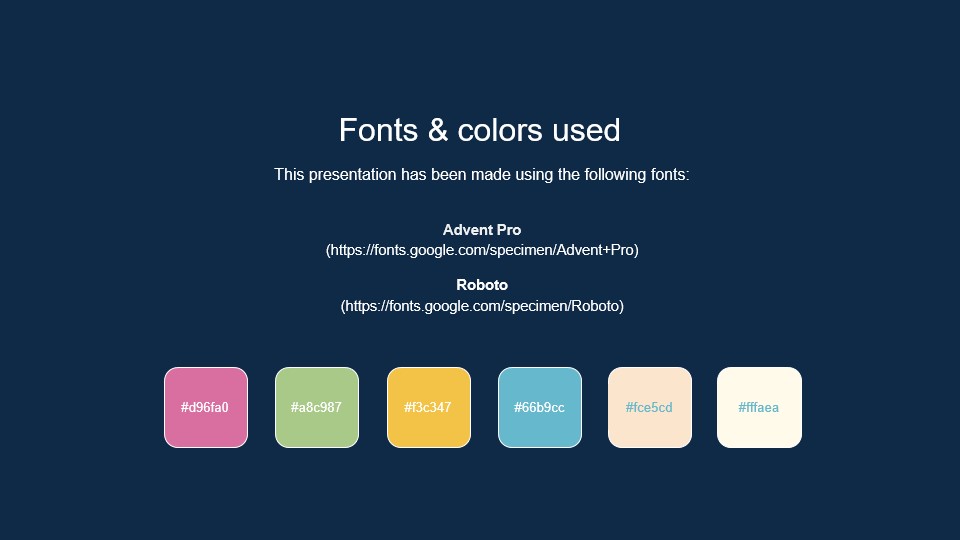 Fonts & colors used
This presentation has been made using the following fonts:
Advent Pro
(https://fonts.google.com/specimen/Advent+Pro)
Roboto
(https://fonts.google.com/specimen/Roboto)
#d96fa0 #a8c987 #f3c347 #66b9cc #fce5cd #fffaea